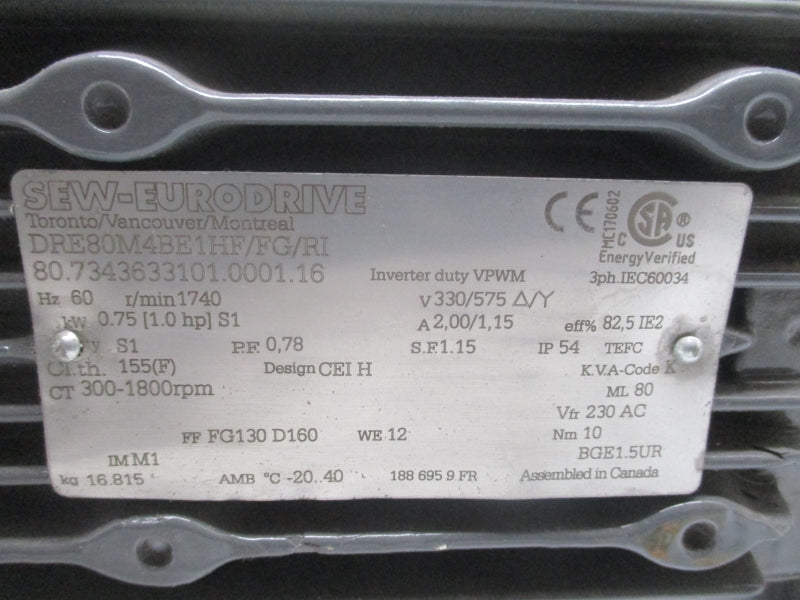 SEW-EURODRIVE
Toronto/Vancouver/Montreal
DRE80M4BE1HF/FG/RI
80.7343633101.0001.16 Inverter duty VPWM 3ph.IEC60034
CE MC170602 C SA ® US
EnergyVerified
Hz 60 r/min 1740 V 330/575 Δ/Y
kW 0.75 [1.0 hp] S1 A 2,00/1,15 eff% 82,5 IE2
S1 P.F. 0,78 S.F. 1.15 IP 54 TEFC
Cl.th. 155(F) Design CEI H K.V.A-Code K
CT 300-1800rpm ML 80
Vfr 230 AC
FF FG130 D160 WE 12 Nm 10
IM M1 BGE1.5UR
kg 16.815 AMB °C -20..40 188 695 9 FR Assembled in Canada